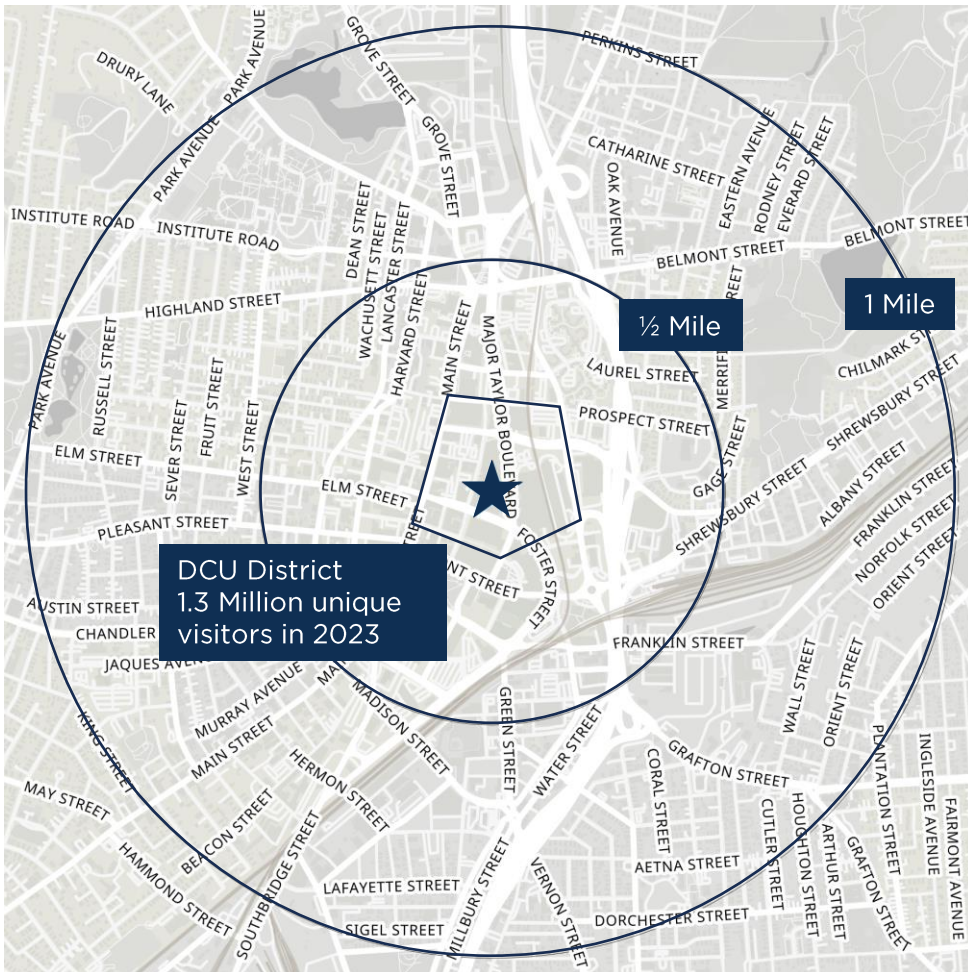 GROVE STREET
PARK AVENUE
PERKINS STREET
DRURY LANE
GROVE STREET
PARK AVENUE
CATHARINE STREET
EASTERN AVENUE
RODNEY STREET
EVERARD STREET
OAK AVENUE
INSTITUTE ROAD
INSTITUTE ROAD
DEAN STREET
WACHUSETT STREET
LANCASTER STREET
BELMONT STREET
BELMONT STREET
HIGHLAND STREET
HARVARD STREET
MAIN STREET
MAJOR TAYLOR BOULEVARD
½ Mile
1 Mile
MERRIFI
REET
CHILMARK ST
PARK AVENUE
RUSSELL STREET
FRUIT STREET
SEVER STREET
WEST STREET
LAUREL STREET
PROSPECT STREET
GAGE STREET
SHREWSBURY STREET
SHREWSBURY STREET
ALBANY STREET
FRANKLIN STREET
NORFOLK STREET
ORIENT STREET
ELM STREET
ELM STREET
PLEASANT STREET
TREET
NT STREET
FOSTER STREET
DCU District
1.3 Million unique
visitors in 2023
AUSTIN STREET
CHANDLER
JAQUES AVEN
FRANKLIN STREET
MURRAY AVENUE
MAIN STREET
MA
MADISON STREET
GREEN STREET
WATER STREET
WALL STREET
ORIENT STREET
KING STREET
MAY STREET
HERMON STREET
BEACON STREET
HAMMOND STREET
SOUTHBRIDGE STREET
GRAFTON STREET
CORAL STREET
PLANTATION STREET
INGLESIDE AVENUE
FAIRMONT AVENUE
CUTLER STREET
HOUGHTON STREET
ARTHUR STREET
GRAFTON STREET
AETNA STREET
LAFAYETTE STREET
SIGEL STREET
MILLBURY STREET
VERNON STREET
DORCHESTER STREET